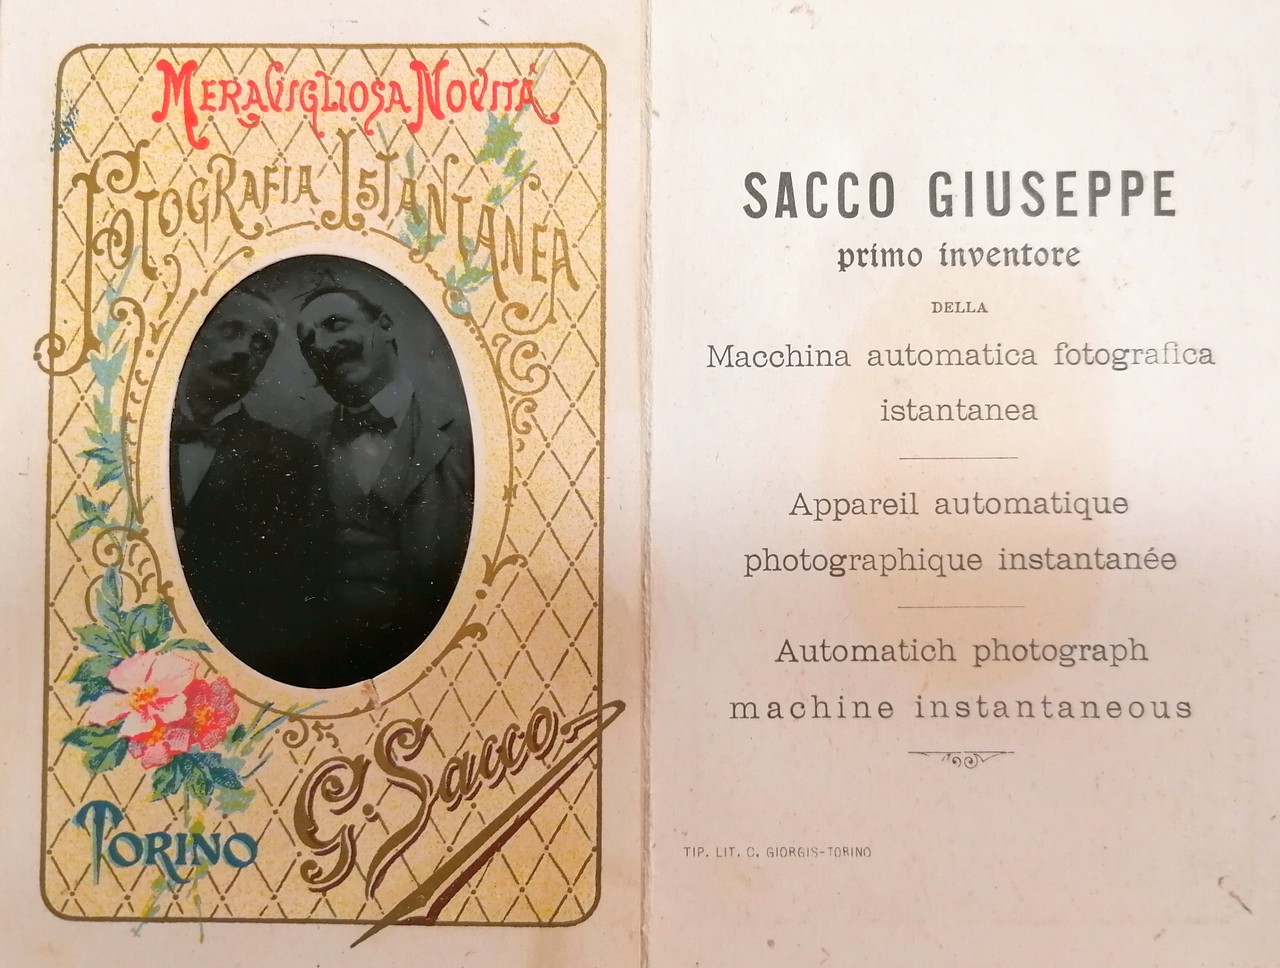 MERAVIGLIOSA NOVITÀ
FOTOGRAFIA ISTANTANEA
G. Sacco
TORINO
SACCO GIUSEPPE
primo inventore
DELLA
Macchina automatica fotografica
istantanea
Appareil automatique
photographique instantanée
Automatich photograph
machine instantaneous
TIP. LIT. C. GIORGIS-TORINO